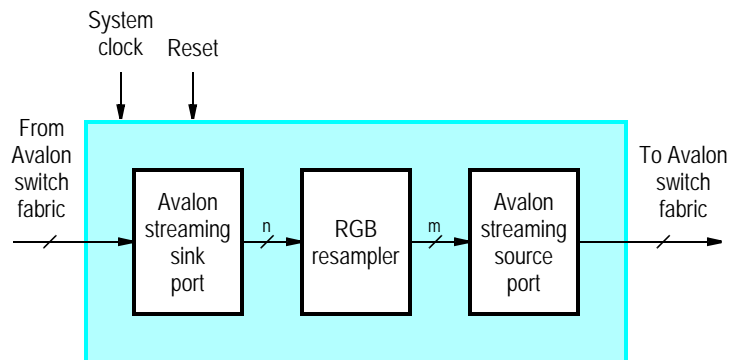 System
clock
Reset
From
Avalon
switch
fabric
To Avalon
switch
fabric
Avalon
streaming
sink
port
n
RGB
resampler
m
Avalon
streaming
source
port